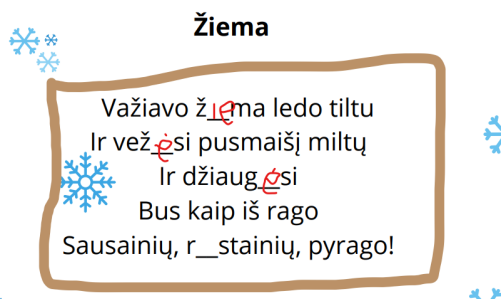 Žiema
Važiavo žiema ledo tiltu
Ir vežėsi pusmaišį miltų
Ir džiaugėsi
Bus kaip iš rago
Sausainių, r__stainių, pyrago!